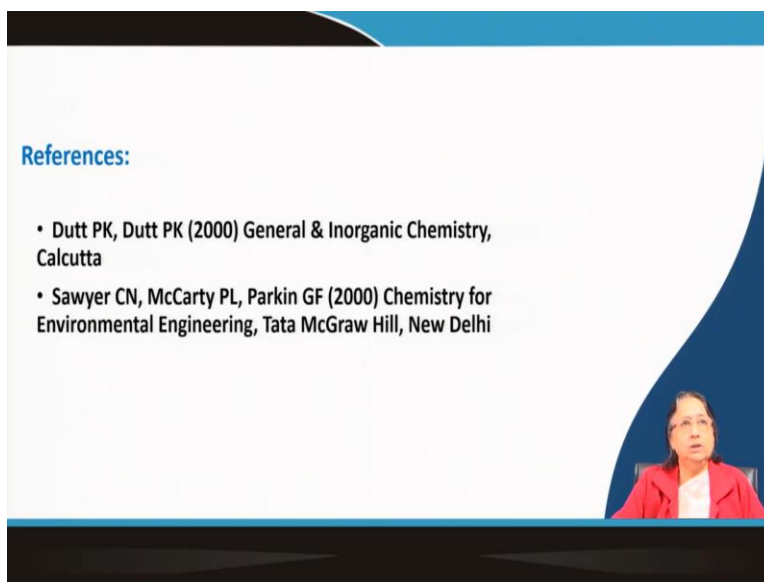 References:
• Dutt PK, Dutt PK (2000) General & Inorganic Chemistry,
Calcutta
• Sawyer CN, McCarty PL, Parkin GF (2000) Chemistry for
Environmental Engineering, Tata McGraw Hill, New Delhi